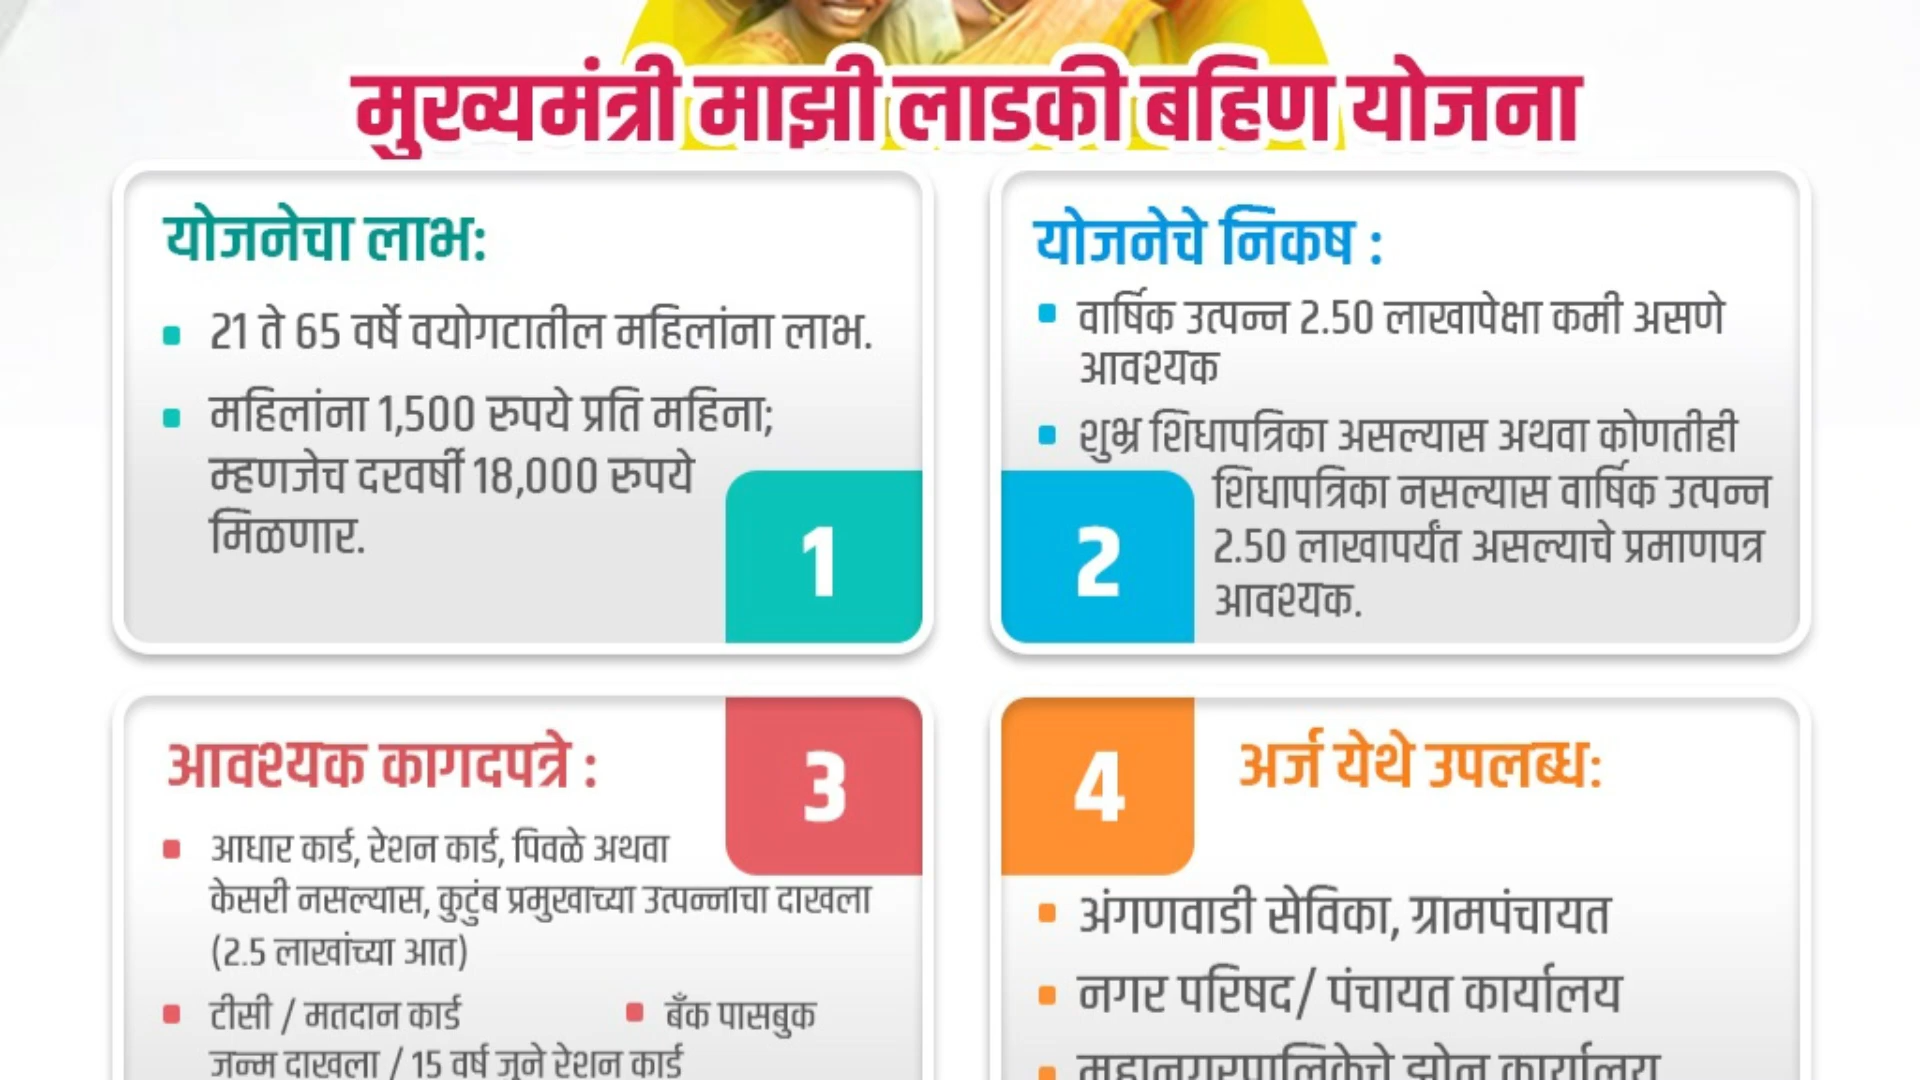 मुख्यमंत्री माझी लाडकी बहिण योजना
योजनेचा लाभ:
21 ते 65 वर्षे वयोगटातील महिलांना लाभ.
महिलांना 1,500 रुपये प्रति महिना;
म्हणजेच दरवर्षी 18,000 रुपये
मिळणार.
1
योजनेचे निकष :
वार्षिक उत्पन्न 2.50 लाखापेक्षा कमी असणे
आवश्यक
शुभ्र शिधापत्रिका असल्यास अथवा कोणतीही
शिधापत्रिका नसल्यास वार्षिक उत्पन्न
2.50 लाखापर्यंत असल्याचे प्रमाणपत्र
आवश्यक.
2
आवश्यक कागदपत्रे :
3
आधार कार्ड, रेशन कार्ड, पिवळे अथवा
केसरी नसल्यास, कुटुंब प्रमुखाच्या उत्पन्नाचा दाखला
(2.5 लाखांच्या आत)
टीसी / मतदान कार्ड
बँक पासबुक
जन्म दाखला / 15 वर्ष जुने रेशन कार्ड
4
अर्ज येथे उपलब्ध:
अंगणवाडी सेविका, ग्रामपंचायत
नगर परिषद/ पंचायत कार्यालय
महानगरपालिकेचे झोन कार्यालय